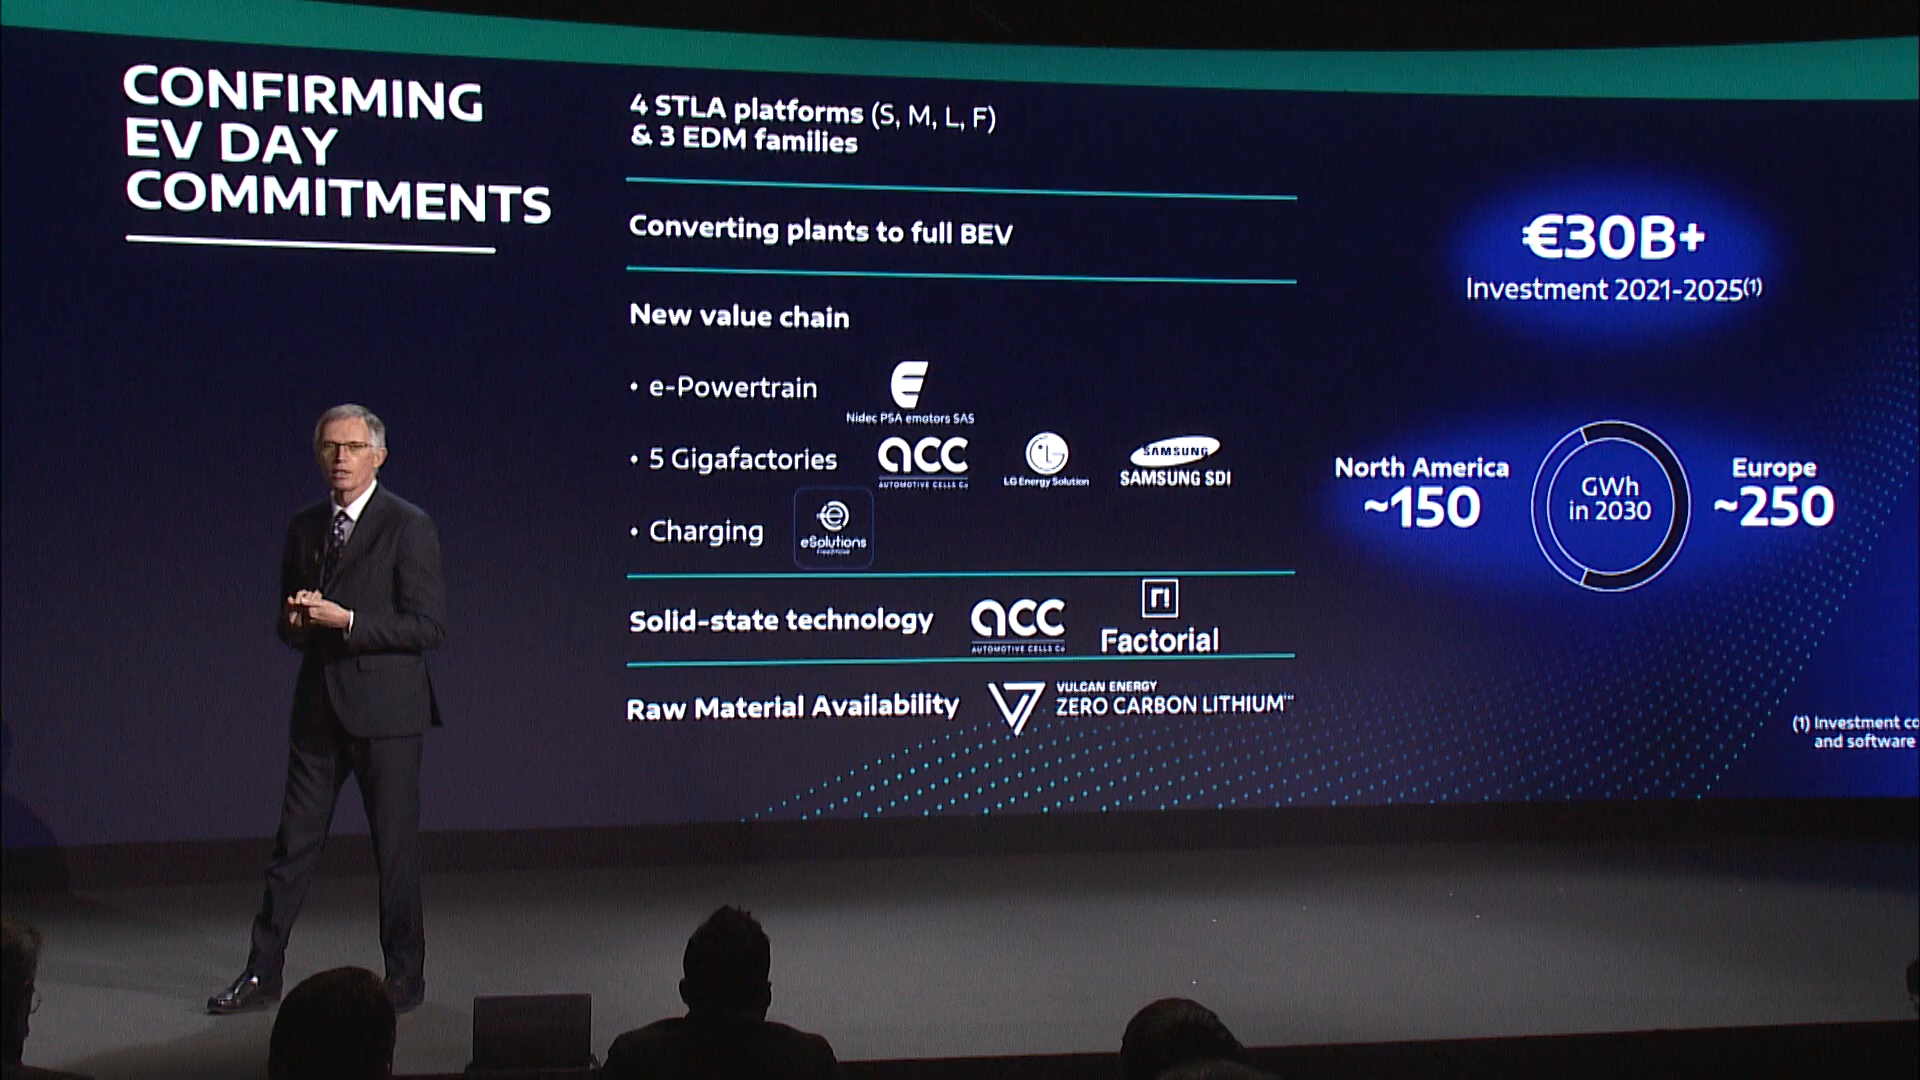 CONFIRMING
EV DAY
COMMITMENTS
4 STLA platforms (S, M, L, F)
& 3 EDM families
Converting plants to full BEV
New value chain
• e-Powertrain
Nidec PSA emotors SAS
• 5 Gigafactories
acc
AUTOMOTIVE CELLS Co
LG Energy Solution
SAMSUNG
SAMSUNG SDI
• Charging
eSolutions
Solid-state technology
acc
AUTOMOTIVE CELLS Co
Factorial
Raw Material Availability
VULCAN ENERGY
ZERO CARBON LITHIUM™
€30B+
Investment 2021-2025(1)
North America
~150
GWh
in 2030
Europe
~250
(1) Investment
and software